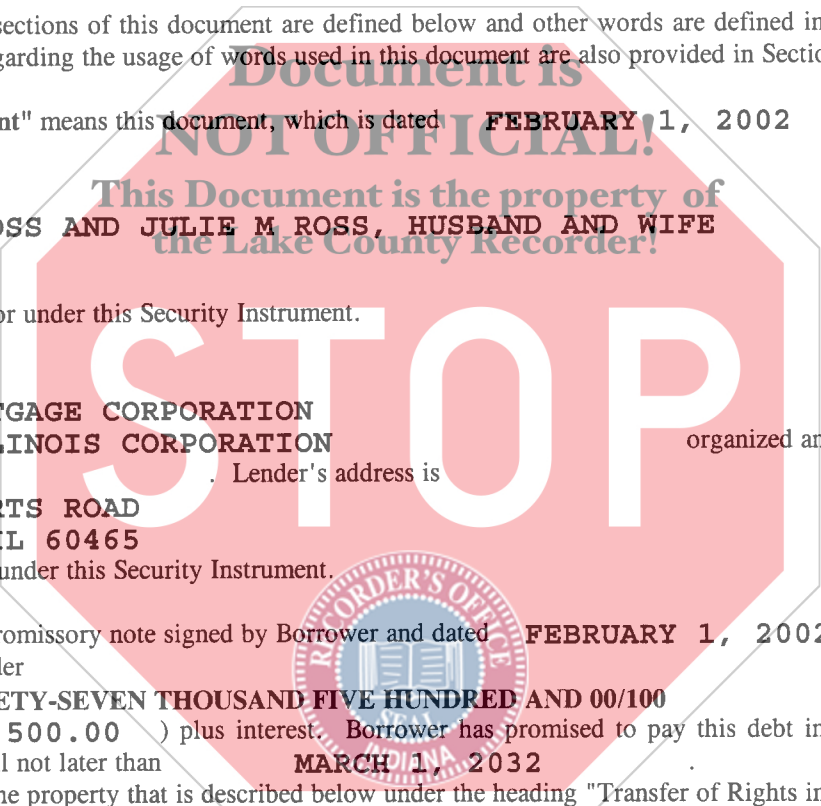 sections of this document are defined below and other words are defined in
garding the usage of words used in this document are also provided in Sectio
Document is
nt" means this document, which is dated FEBRUARY 1, 2002
NOT OFFICIAL!
This Document is the property of
OSS AND JULIE M ROSS, HUSBAND AND WIFE
the Lake County Recorder!
or under this Security Instrument.
STOP
TGAGE CORPORATION
LINOIS CORPORATION organized an
. Lender's address is
RTS ROAD
IL 60465
under this Security Instrument.
RECORDER'S OFFICE
romissory note signed by Borrower and dated FEBRUARY 1, 2002
der
ETY-SEVEN THOUSAND FIVE HUNDRED AND 00/100
500.00 ) plus interest. Borrower has promised to pay this debt in
SEAL
l not later than MARCH 1, 2032 .
INDIANA
he property that is described below under the heading "Transfer of Rights in